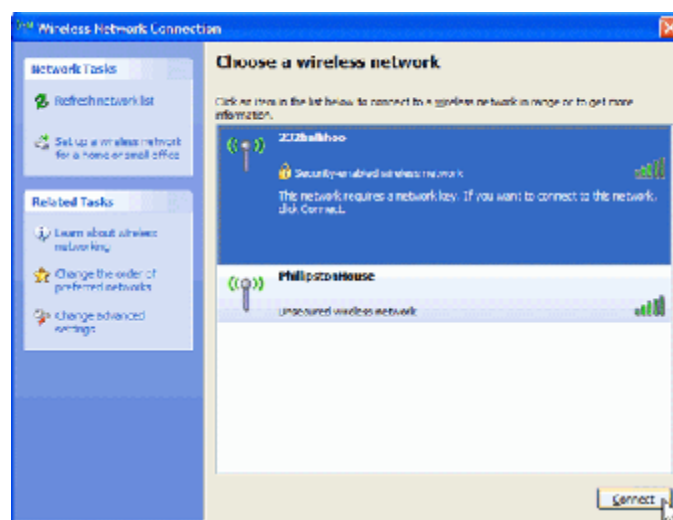 Wireless Network Connection
Network Tasks
Refresh network list
Set up a wireless network
for a home or small office
Related Tasks
Learn about wireless
networking
Change the order of
preferred networks
Change advanced
settings
Choose a wireless network
Click an item in the list below to connect to a wireless network in range or to get more
information.
Security-enabled wireless network
This network requires a network key. If you want to connect to this network,
click Connect.
PhillipstonHouse
Unsecured wireless network
Connect